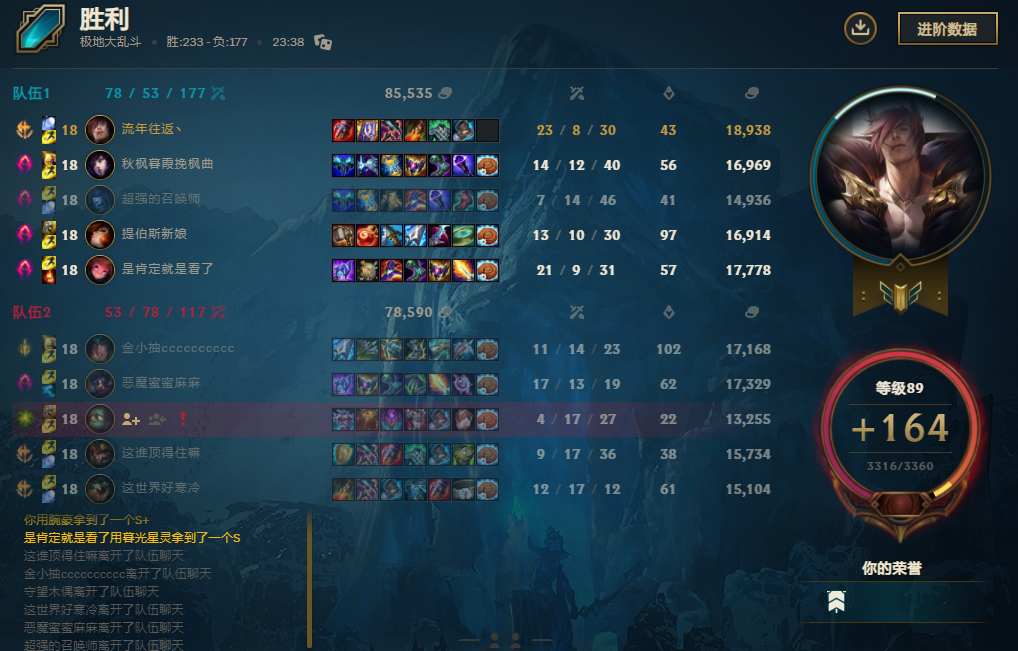 胜利
极地大乱斗 • 胜:233 - 负:177 • 23:38
进阶数据
队伍1 78 / 53 / 177 85,535
18 流年往返丶 23 / 8 / 30 43 18,938
18 秋枫暮霞挽枫曲 14 / 12 / 40 56 16,969
18 超强的召唤师 7 / 14 / 46 41 14,936
18 提伯斯新娘 13 / 10 / 30 97 16,914
18 是肯定就是看了 21 / 9 / 31 57 17,778
队伍2 53 / 78 / 117 78,590
18 金小抽cccccccccc 11 / 14 / 23 102 17,168
18 恶魔蜜蜜麻麻 17 / 13 / 19 62 17,329
18 4 / 17 / 27 22 13,255
18 这谁顶得住嘛 9 / 17 / 36 38 15,734
18 这世界好寒冷 12 / 17 / 12 61 15,104
等级89
+164
3316/3360
你的荣誉
你用腕豪拿到了一个S+
是肯定就是看了用暮光星灵拿到了一个S
这谁顶得住嘛离开了队伍聊天
金小抽cccccccccc离开了队伍聊天
守望木偶离开了队伍聊天
这世界好寒冷离开了队伍聊天
恶魔蜜蜜麻麻离开了队伍聊天
超强的召唤师离开了队伍聊天